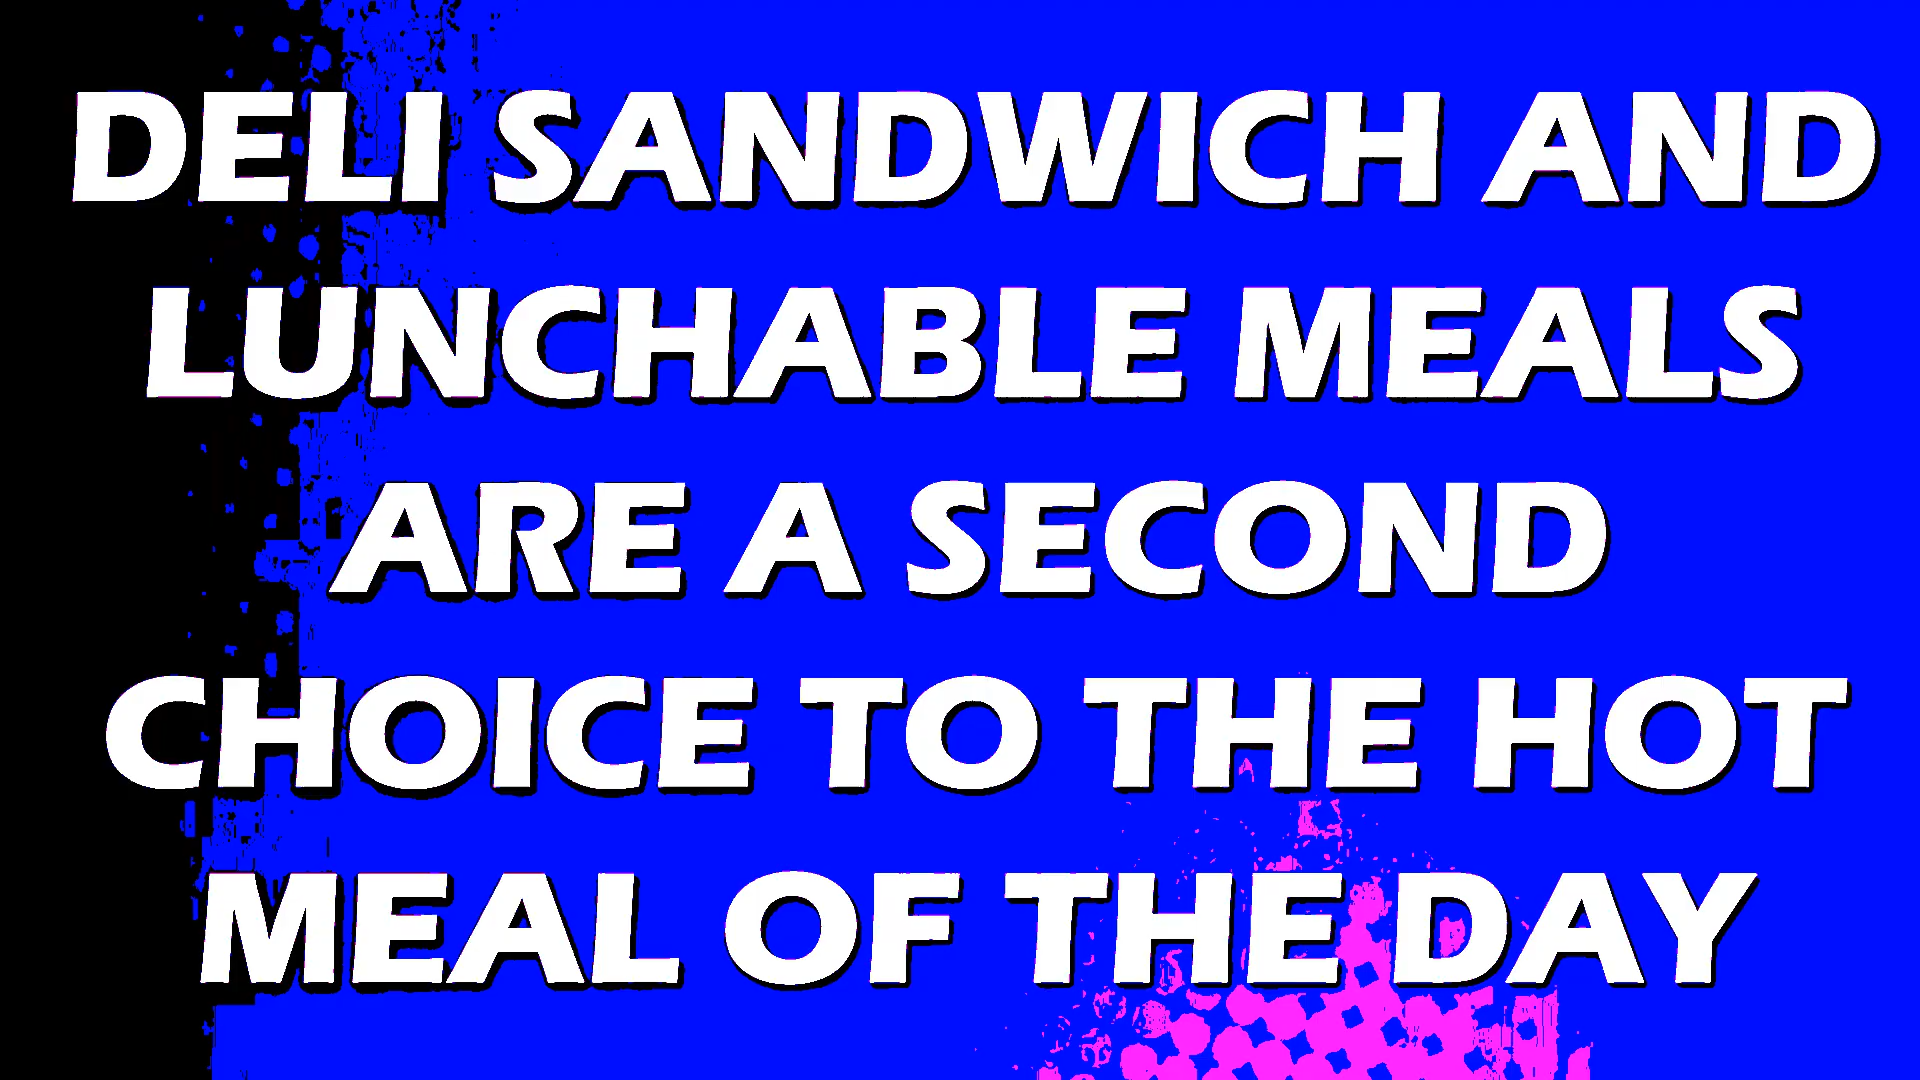 DELI SANDWICH AND
LUNCHABLE MEALS
ARE A SECOND
CHOICE TO THE HOT
MEAL OF THE DAY